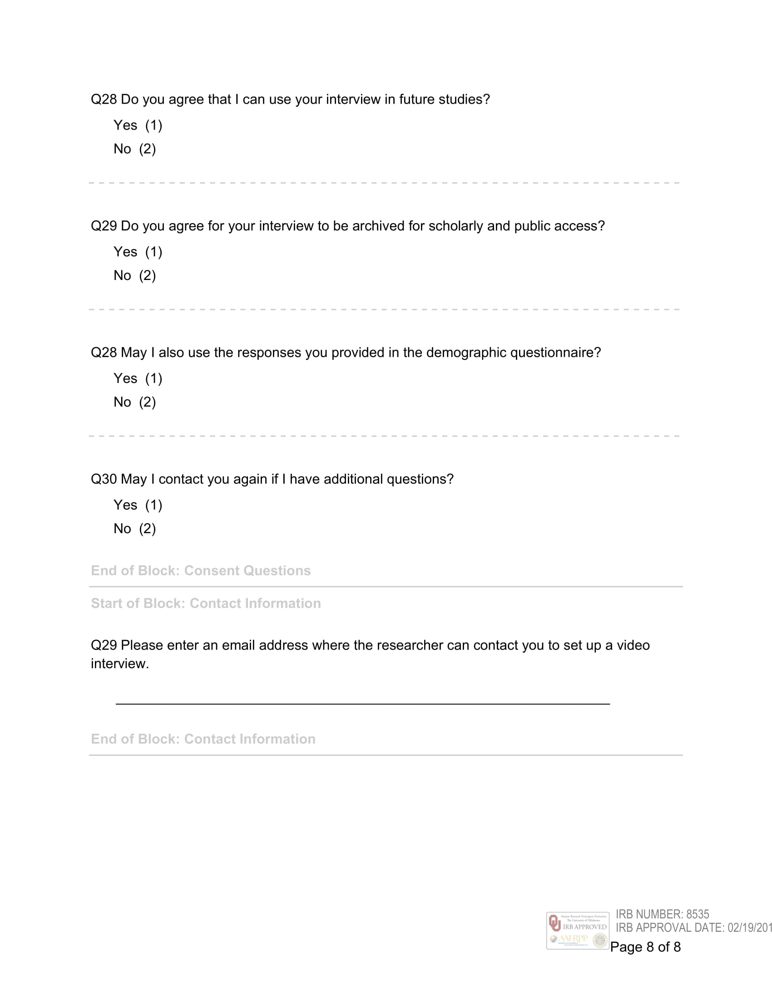 Q28 Do you agree that I can use your interview in future studies?
Yes (1)
No (2)
Q29 Do you agree for your interview to be archived for scholarly and public access?
Yes (1)
No (2)
Q28 May I also use the responses you provided in the demographic questionnaire?
Yes (1)
No (2)
Q30 May I contact you again if I have additional questions?
Yes (1)
No (2)
End of Block: Consent Questions
Start of Block: Contact Information
Q29 Please enter an email address where the researcher can contact you to set up a video
interview.
End of Block: Contact Information
Human Research Participant Protection
The University of Oklahoma
IRB APPROVED
AAHRPP
IRB NUMBER: 8535
IRB APPROVAL DATE: 02/19/201
Page 8 of 8